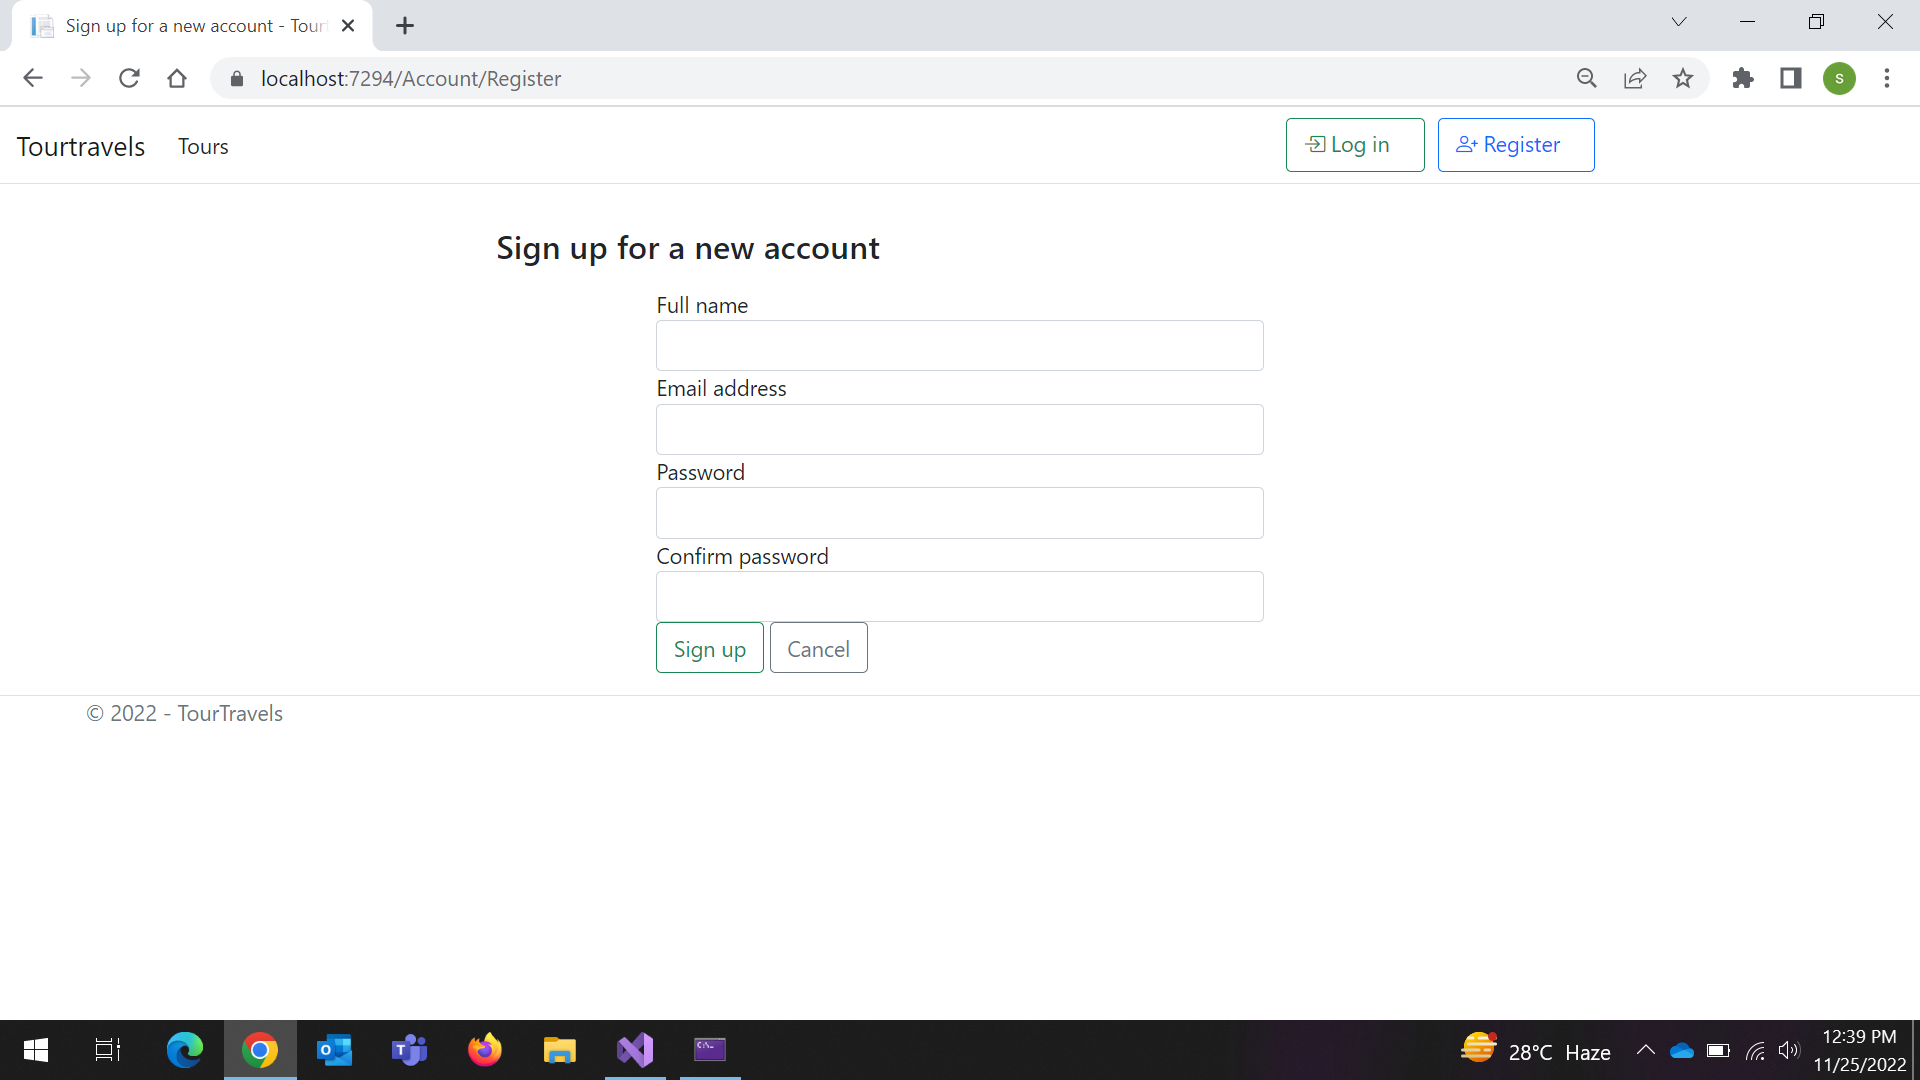 Sign up for a new account - Tour
localhost:7294/Account/Register
S
Tourtravels Tours Log in Register
Sign up for a new account
Full name
Email address
Password
Confirm password
Sign up Cancel
© 2022 - TourTravels
28°C Haze
12:39 PM
11/25/2022